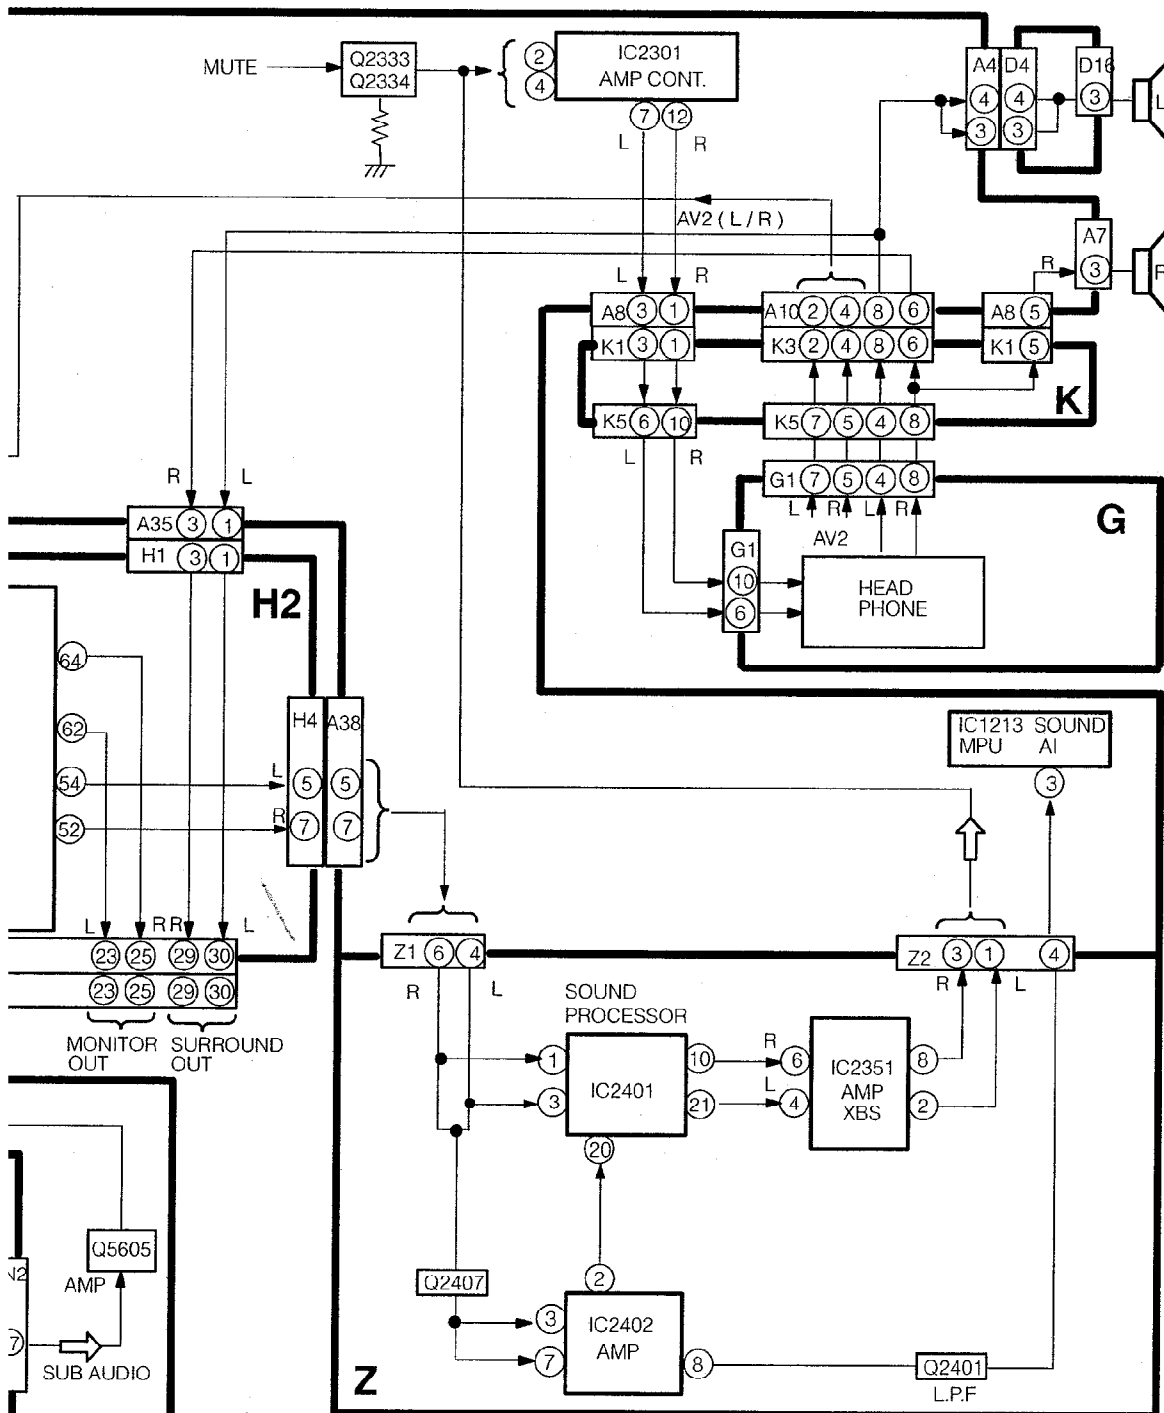 MUTE
Q2333
Q2334
2
4
IC2301
AMP CONT.
7 12
L R
A4 D4 D16
4 4 3
3 3
L
AV2 ( L / R )
A7
3
R
R
L R
A8 3 1
A10 2 4 8 6
A8 5
K1 3 1
K3 2 4 8 6
K1 5
K
K5 6 10
K5 7 5 4 8
L R
G1 7 5 4 8
L R L R
AV2
G
G1
10
6
HEAD
PHONE
R L
A35 3 1
H1 3 1
H2
64
62
54
52
H4 A38
L
5 5
R
7 7
IC1213 SOUND
MPU AI
3
L R R L
23 25 29 30
23 25 29 30
MONITOR
OUT
SURROUND
OUT
Z1 6 4
R L
Z2 3 1 4
R L
SOUND
PROCESSOR
1
3
IC2401
10
21
20
R
L
6
4
IC2351
AMP
XBS
8
2
Q5605
AMP
7
SUB AUDIO
Q2407
2
3
7
IC2402
AMP
8
Q2401
L.P.F
Z